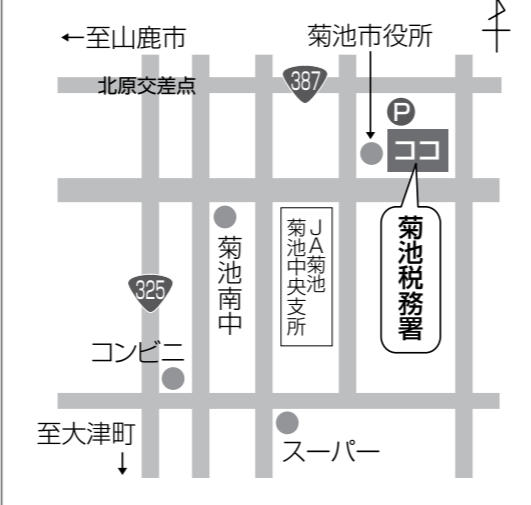 ←至山鹿市
菊池市役所
北原交差点
387
P
ココ
菊池税務署
JA菊池
菊池中央支所
菊池南中
325
コンビニ
至大津町
↓
スーパー